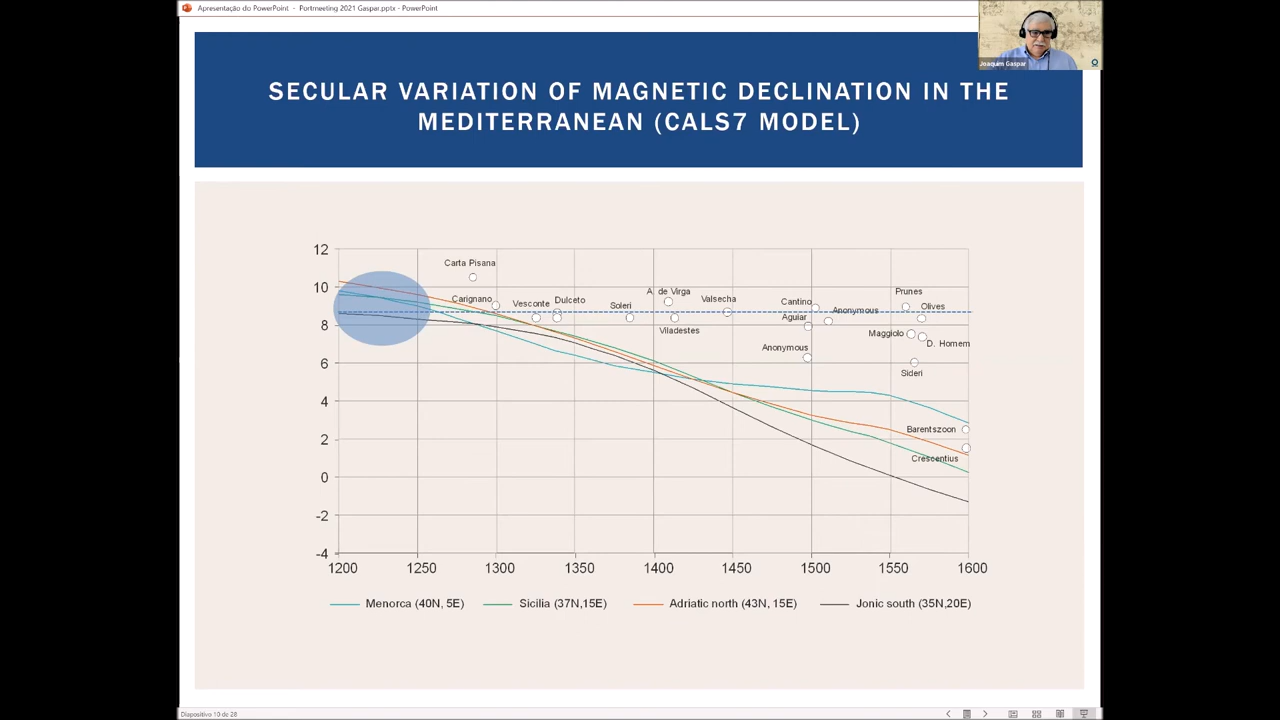 Apresentação do PowerPoint - Portmeeting 2021 Gaspar.pptx - PowerPoint
Joaquim Gaspar
SECULAR VARIATION OF MAGNETIC DECLINATION IN THE
MEDITERRANEAN (CALS7 MODEL)
12
10
8
6
4
2
0
-2
-4
Carta Pisana
Carignano
Vesconte
Dulceto
Soleri
A. de Virga
Viladestes
Valsecha
Cantino
Aguiar
Anonymous
Anonymous
Prunes
Olives
Maggiolo
D. Homem
Sideri
Barentszoon
Crescentius
1200
1250
1300
1350
1400
1450
1500
1550
1600
Menorca (40N, 5E)
Sicilia (37N,15E)
Adriatic north (43N, 15E)
Jonic south (35N,20E)
Diapositivo 10 de 28